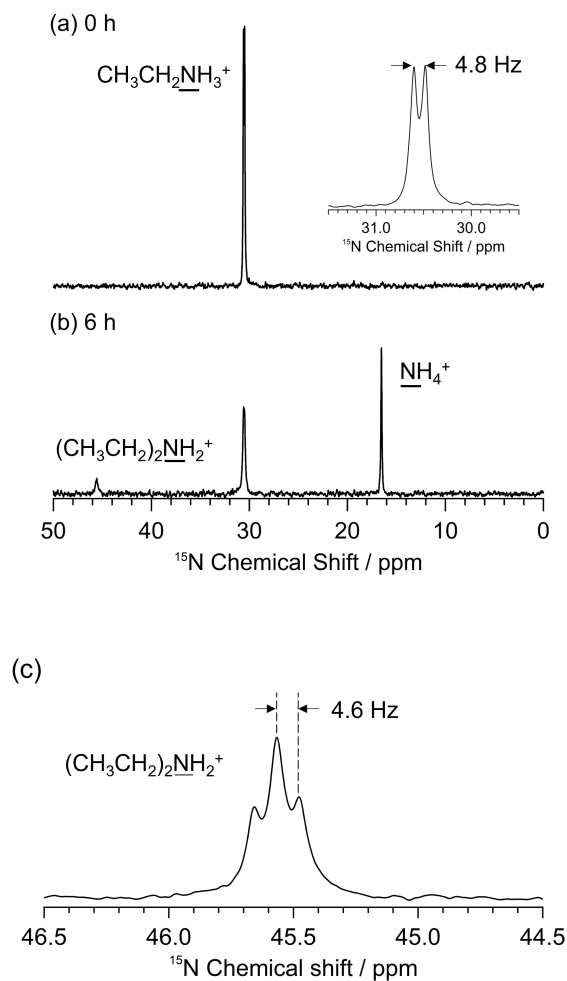 (a) 0 h
CH₃CH₂NH₃⁺
4.8 Hz
31.0 30.0
¹⁵N Chemical Shift / ppm
(b) 6 h
NH₄⁺
(CH₃CH₂)₂NH₂⁺
50 40 30 20 10 0
¹⁵N Chemical Shift / ppm
(c)
4.6 Hz
(CH₃CH₂)₂NH₂⁺
46.5 46.0 45.5 45.0 44.5
¹⁵N Chemical shift / ppm